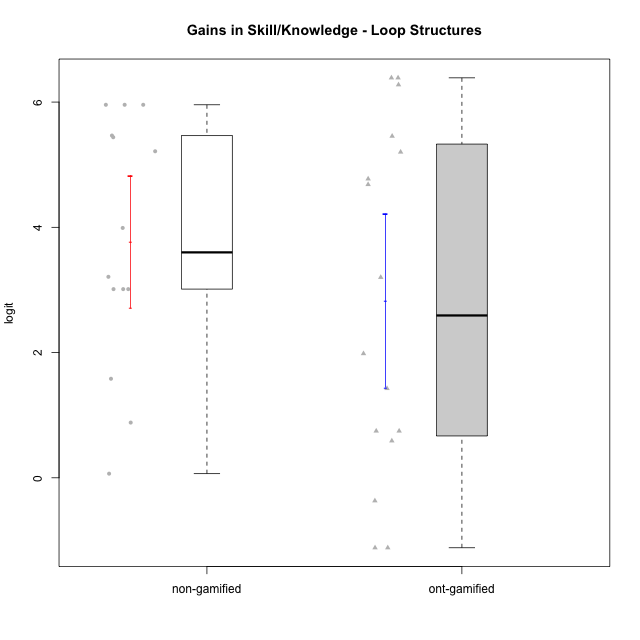 Gains in Skill/Knowledge - Loop Structures
logit
6
4
2
0
non-gamified
ont-gamified